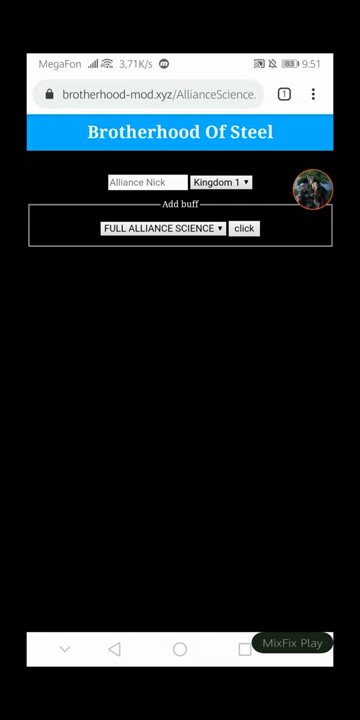 MegaFon 3,71K/s 83 9:51
brotherhood-mod.xyz/AllianceScience. 1
Brotherhood Of Steel
Alliance Nick Kingdom 1
Add buff
FULL ALLIANCE SCIENCE click
MixFix Play